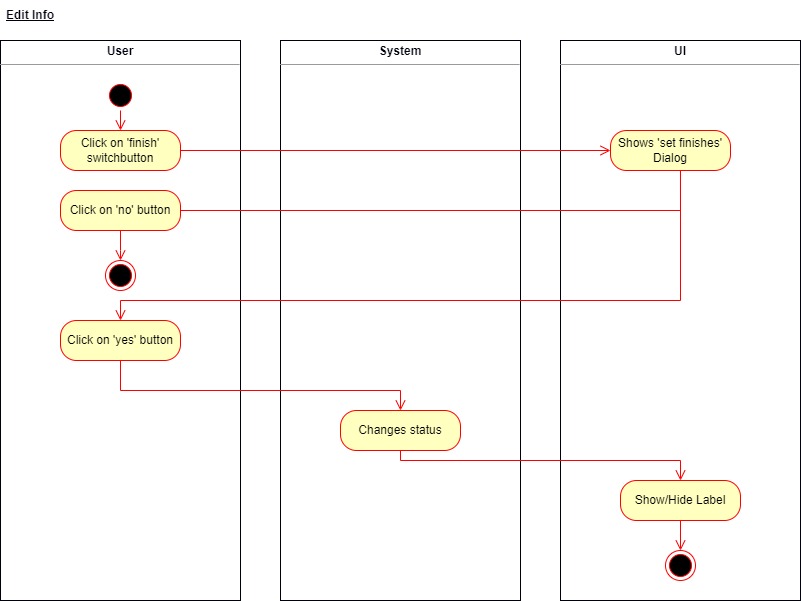 Edit Info
User
System
UI
Click on 'finish'
switchbutton
Shows 'set finishes'
Dialog
Click on 'no' button
Click on 'yes' button
Changes status
Show/Hide Label